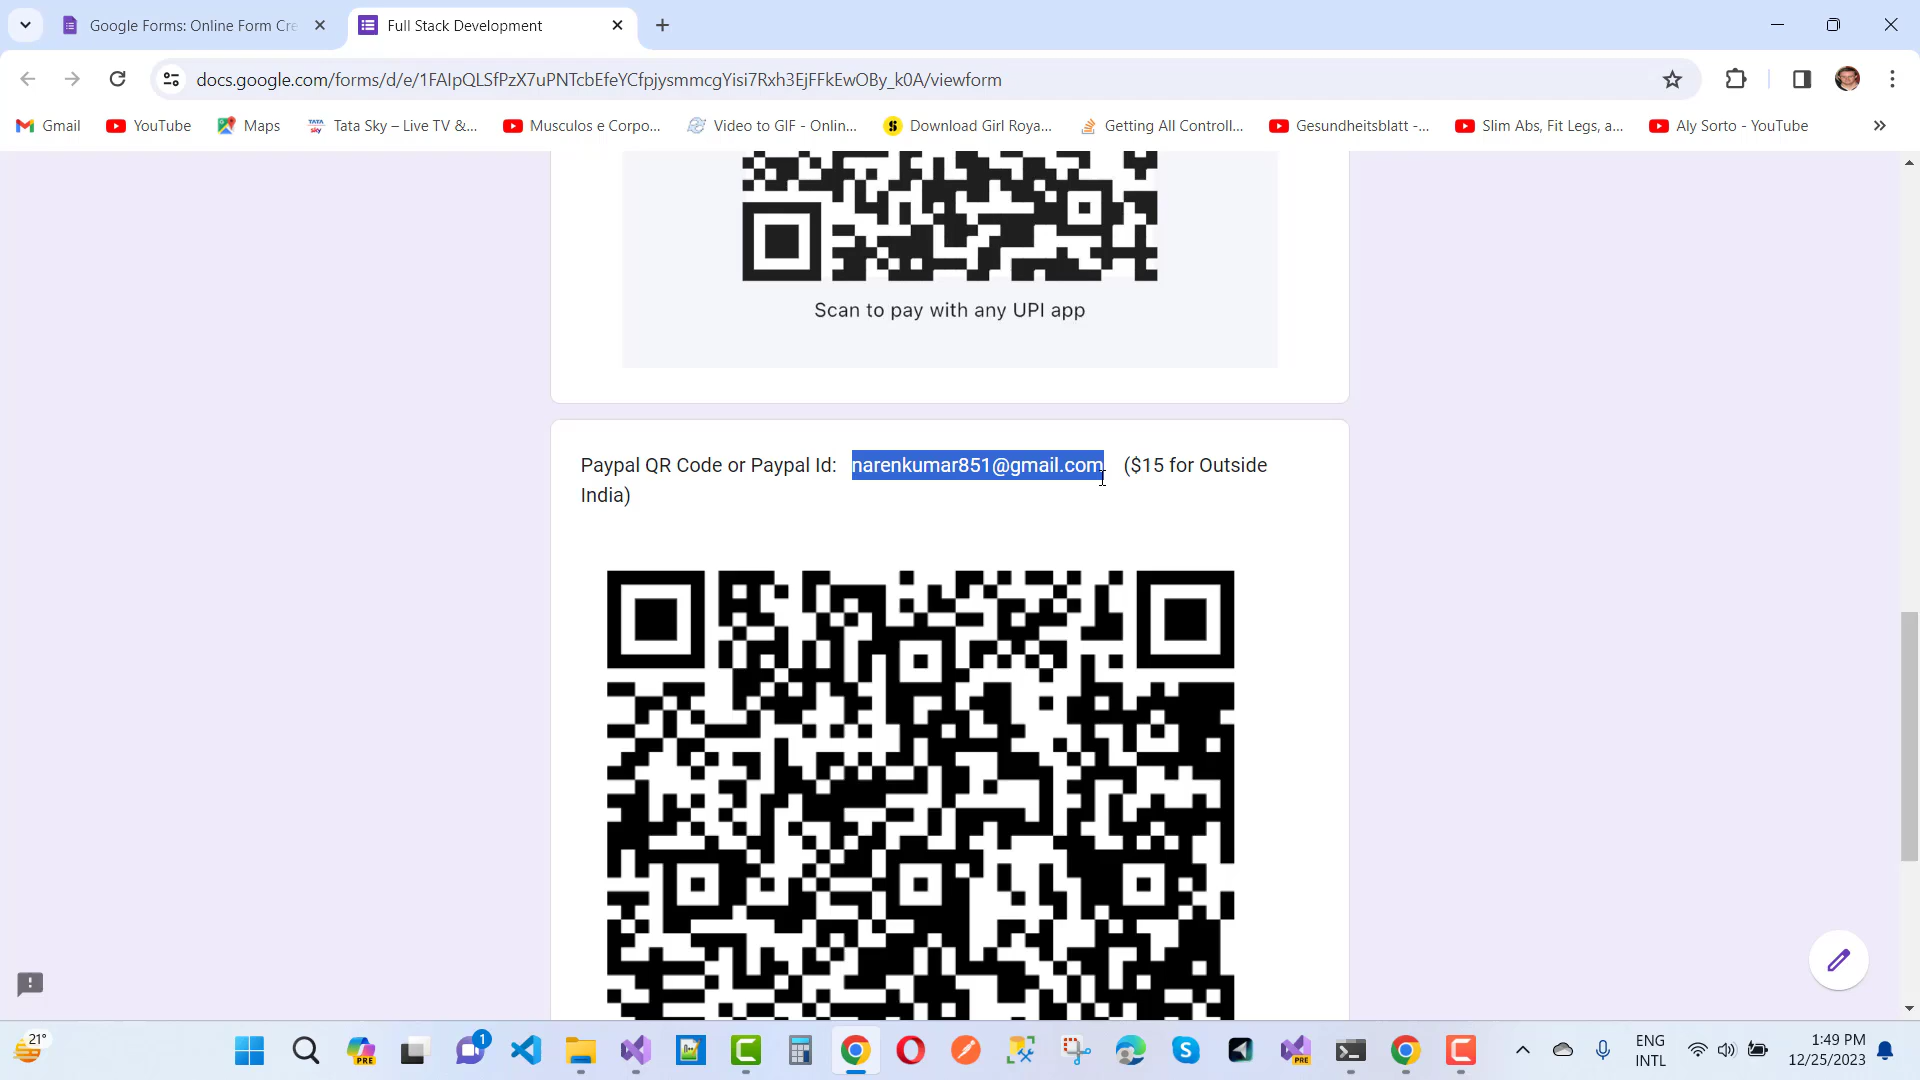 Google Forms: Online Form Cre
Full Stack Development
docs.google.com/forms/d/e/1FAIpQLSfPzX7uPNTcbEfeYCfpjysmmcgYisi7Rxh3EjFFkEwOBy_k0A/viewform
Gmail
YouTube
Maps
Tata Sky – Live TV &...
Musculos e Corpo...
Video to GIF - Onlin...
Download Girl Roya...
Getting All Controll...
Gesundheitsblatt -...
Slim Abs, Fit Legs, a...
Aly Sorto - YouTube
Scan to pay with any UPI app
Paypal QR Code or Paypal Id: narenkumar851@gmail.com ($15 for Outside
India)
21°
PRE
1
PRE
ENG
INTL
1:49 PM
12/25/2023